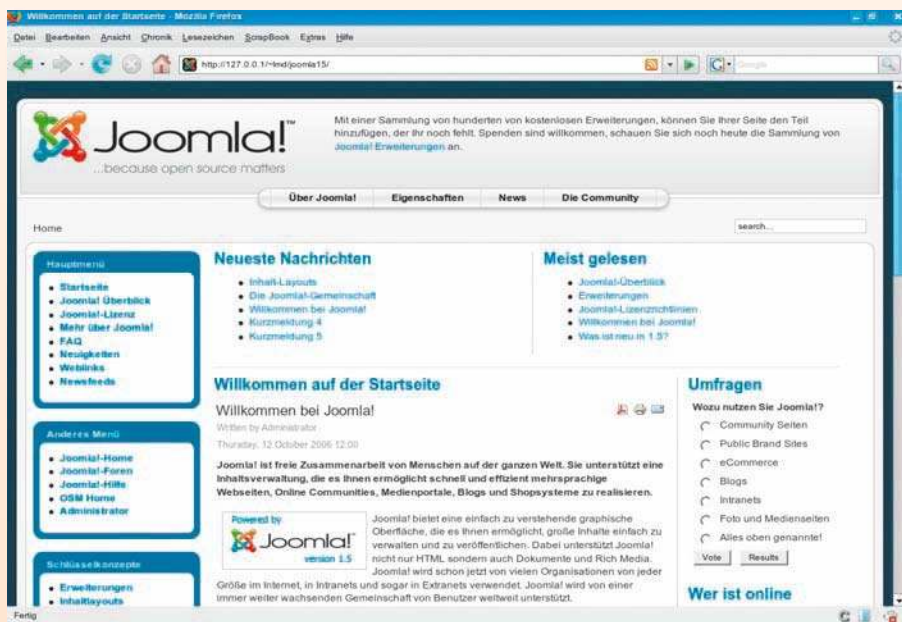 Willkommen auf der Startseite - Mozilla Firefox
Datei Bearbeiten Ansicht Chronik Lesezeichen ScrapBook Extras Hilfe
http://127.0.0.1/~lmd/joomla15/
Google
Joomla!™
...because open source matters
Mit einer Sammlung von hunderten von kostenlosen Erweiterungen, können Sie Ihrer Seite den Teil
hinzufügen, der Ihr noch fehlt. Spenden sind willkommen, schauen Sie sich noch heute die Sammlung von
Joomla! Erweiterungen an.
Über Joomla! Eigenschaften News Die Community
Home
search...
Hauptmenü
Startseite
Joomla! Überblick
Joomla!-Lizenz
Mehr über Joomla!
FAQ
Neuigkeiten
Weblinks
Newsfeeds
Anderes Menü
Joomla!-Home
Joomla!-Foren
Joomla!-Hilfe
OSM Home
Administrator
Schlüsselkonzepte
Erweiterungen
Inhaltlayouts
Neueste Nachrichten
Inhalt-Layouts
Die Joomla!-Gemeinschaft
Willkommen bei Joomla!
Kurzmeldung 4
Kurzmeldung 5
Meist gelesen
Joomla!-Überblick
Erweiterungen
Joomla!-Lizenzrichtlinien
Willkommen bei Joomla!
Was ist neu in 1.5?
Willkommen auf der Startseite
Willkommen bei Joomla!
Written by Administrator
Thursday, 12 October 2006 12:00
Joomla! ist freie Zusammenarbeit von Menschen auf der ganzen Welt. Sie unterstützt eine
Inhaltsverwaltung, die es Ihnen ermöglicht schnell und effizient mehrsprachige
Webseiten, Online Communities, Medienportale, Blogs und Shopsysteme zu realisieren.
Powered by
Joomla!
version 1.5
Joomla! bietet eine einfach zu verstehende graphische
Oberfläche, die es Ihnen ermöglicht, große Inhalte einfach zu
verwalten und zu veröffentlichen. Dabei unterstützt Joomla!
nicht nur HTML sondern auch Dokumente und Rich Media.
Joomla! wird schon jetzt von vielen Organisationen von jeder
Größe im Internet, in Intranets und sogar in Extranets verwendet. Joomla! wird von einer
immer weiter wachsenden Gemeinschaft von Benutzer weltweit unterstützt.
Umfragen
Wozu nutzen Sie Joomla!?
Community Seiten
Public Brand Sites
eCommerce
Blogs
Intranets
Foto und Medienseiten
Alles oben genannte!
Vote Results
Wer ist online
Fertig